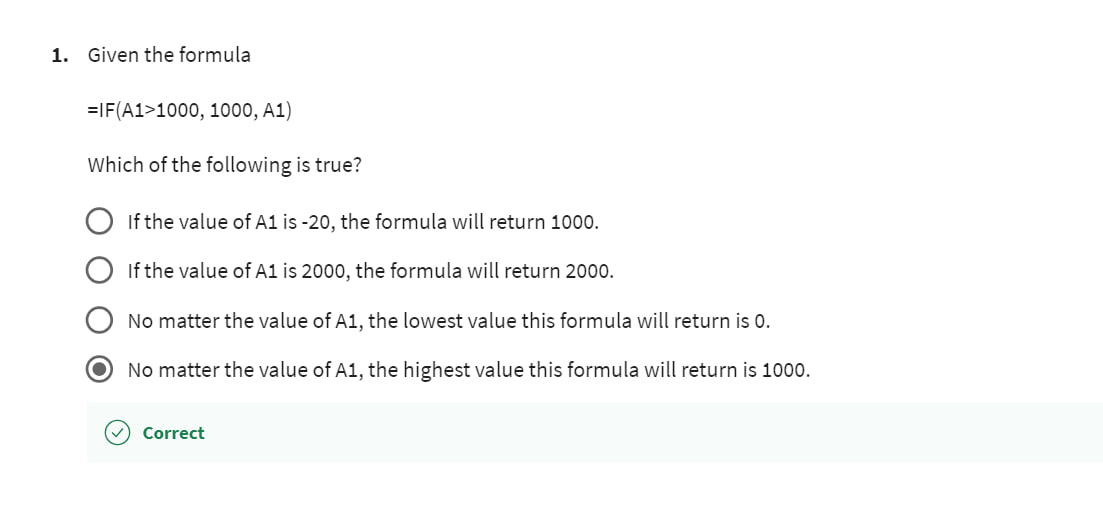 1. Given the formula
=IF(A1>1000, 1000, A1)
Which of the following is true?
If the value of A1 is -20, the formula will return 1000.
If the value of A1 is 2000, the formula will return 2000.
No matter the value of A1, the lowest value this formula will return is 0.
No matter the value of A1, the highest value this formula will return is 1000.
Correct